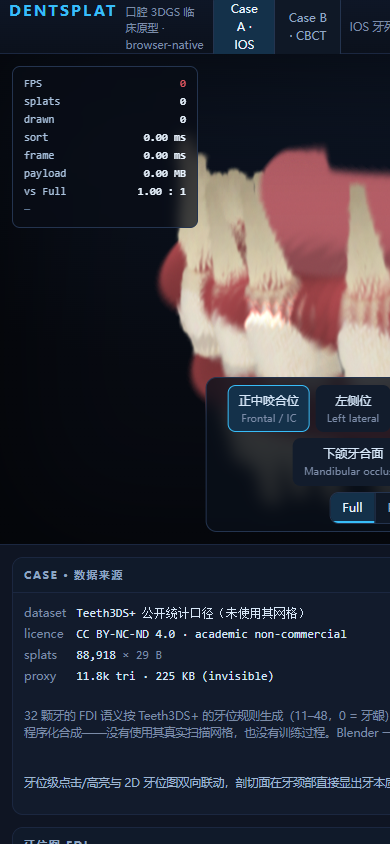 DENTSPLAT
口腔 3DGS 临
床原型 ·
browser-native
Case
A ·
IOS
Case B
· CBCT
IOS 牙列
FPS 0
splats 0
drawn 0
sort 0.00 ms
frame 0.00 ms
payload 0.00 MB
vs Full 1.00 : 1
—
正中咬合位
Frontal / IC
左侧位
Left lateral
下颌牙合面
Mandibular occlus
Full
CASE • 数据来源
dataset Teeth3DS+ 公开统计口径（未使用其网格）
licence CC BY-NC-ND 4.0 · academic non-commercial
splats 88,918 × 29 B
proxy 11.8k tri · 225 KB (invisible)
32 颗牙的 FDI 语义按 Teeth3DS+ 的牙位规则生成（11–48，0 = 牙龈）
程序化合成——没有使用其真实扫描网格，也没有训练过程。Blender
牙位级点击/高亮与 2D 牙位图双向联动，剖切面在牙颈部直接显出牙本